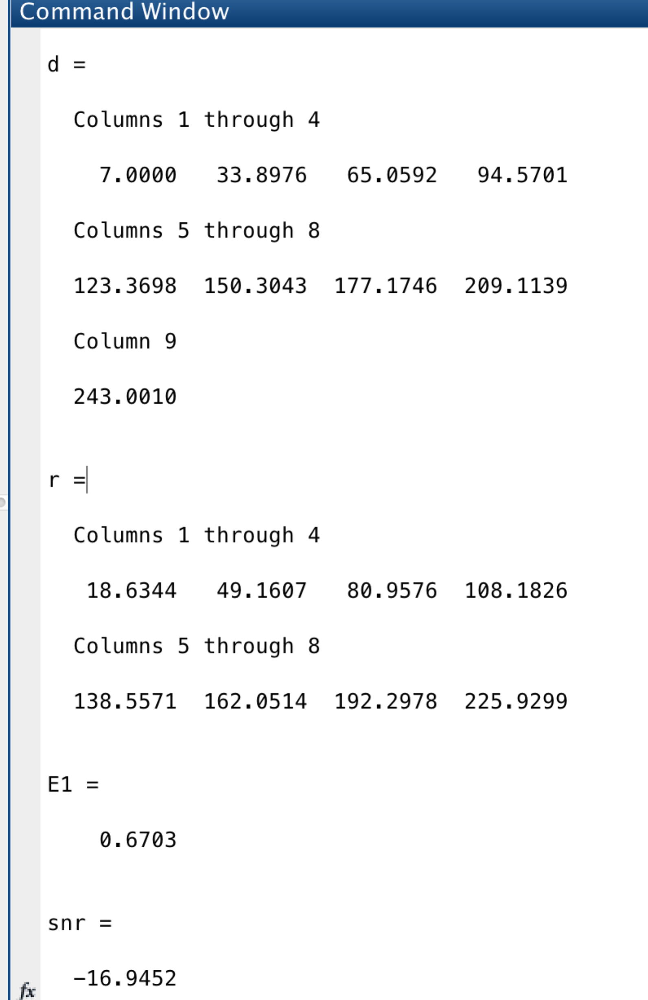 Command Window
d =
Columns 1 through 4
7.0000 33.8976 65.0592 94.5701
Columns 5 through 8
123.3698 150.3043 177.1746 209.1139
Column 9
243.0010
r =
Columns 1 through 4
18.6344 49.1607 80.9576 108.1826
Columns 5 through 8
138.5571 162.0514 192.2978 225.9299
E1 =
0.6703
snr =
-16.9452
fx